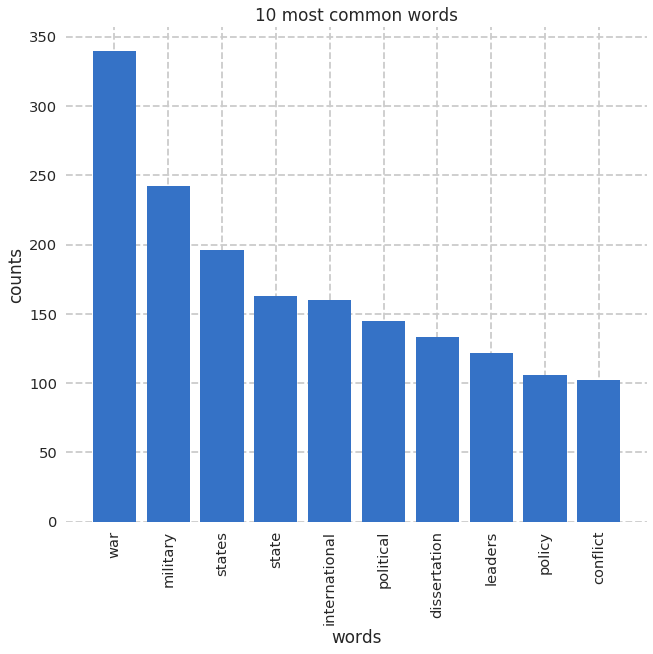 10 most common words
counts
350
300
250
200
150
100
50
0
war
military
states
state
international
political
dissertation
leaders
policy
conflict
words